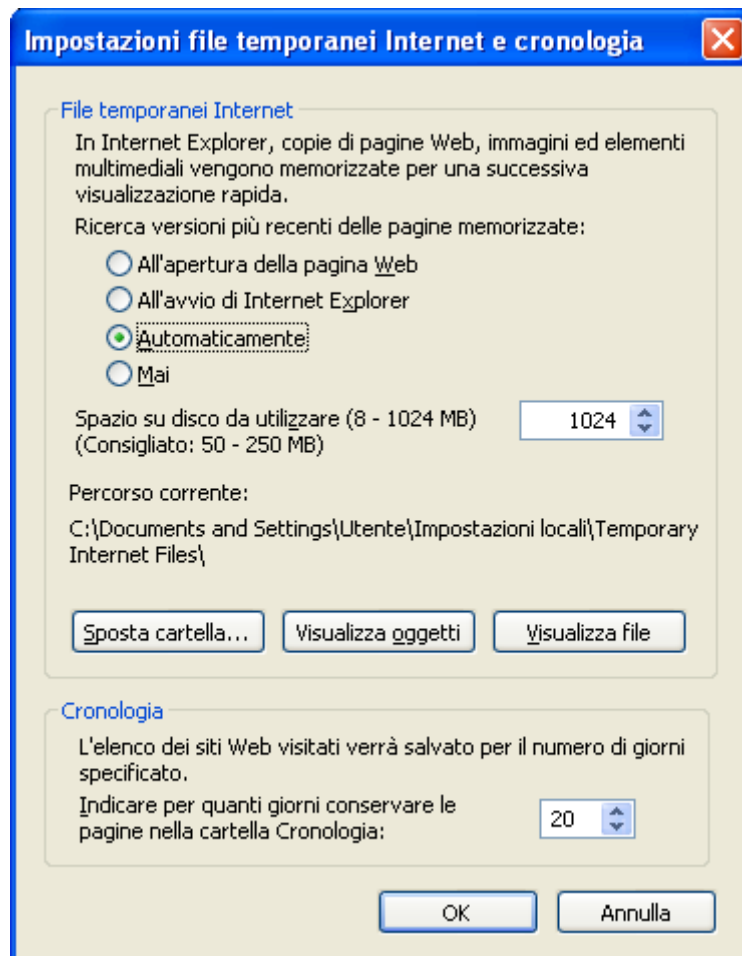 Impostazioni file temporanei Internet e cronologia
File temporanei Internet
In Internet Explorer, copie di pagine Web, immagini ed elementi
multimediali vengono memorizzate per una successiva
visualizzazione rapida.
Ricerca versioni più recenti delle pagine memorizzate:
All'apertura della pagina Web
All'avvio di Internet Explorer
Automaticamente
Mai
Spazio su disco da utilizzare (8 - 1024 MB)
(Consigliato: 50 - 250 MB)
1024
Percorso corrente:
C:\Documents and Settings\Utente\Impostazioni locali\Temporary
Internet Files\
Sposta cartella... Visualizza oggetti Visualizza file
Cronologia
L'elenco dei siti Web visitati verrà salvato per il numero di giorni
specificato.
Indicare per quanti giorni conservare le
pagine nella cartella Cronologia:
20
OK Annulla